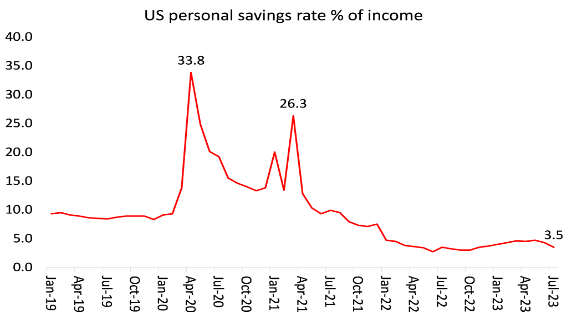 US personal savings rate % of income
40.0
35.0
30.0
25.0
20.0
15.0
10.0
5.0
0.0
33.8
26.3
3.5
Jan-19
Apr-19
Jul-19
Oct-19
Jan-20
Apr-20
Jul-20
Oct-20
Jan-21
Apr-21
Jul-21
Oct-21
Jan-22
Apr-22
Jul-22
Oct-22
Jan-23
Apr-23
Jul-23